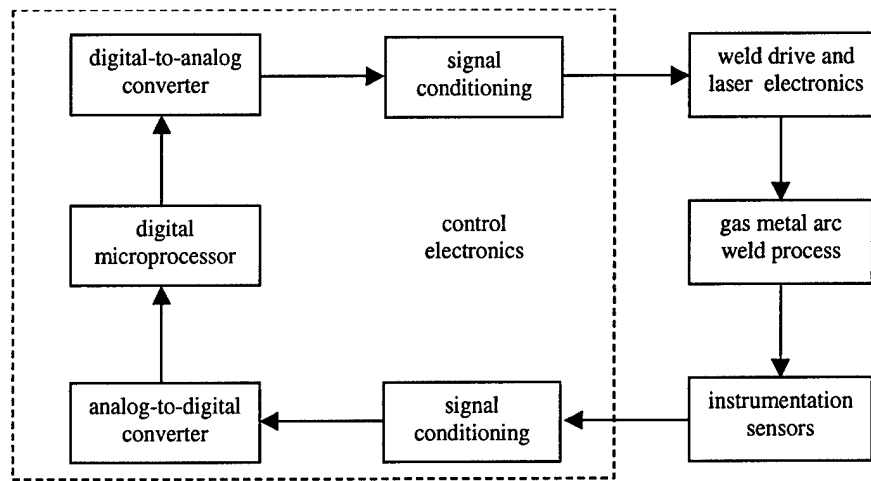 digital-to-analog
converter
signal
conditioning
weld drive and
laser electronics
digital
microprocessor
control
electronics
gas metal arc
weld process
analog-to-digital
converter
signal
conditioning
instrumentation
sensors